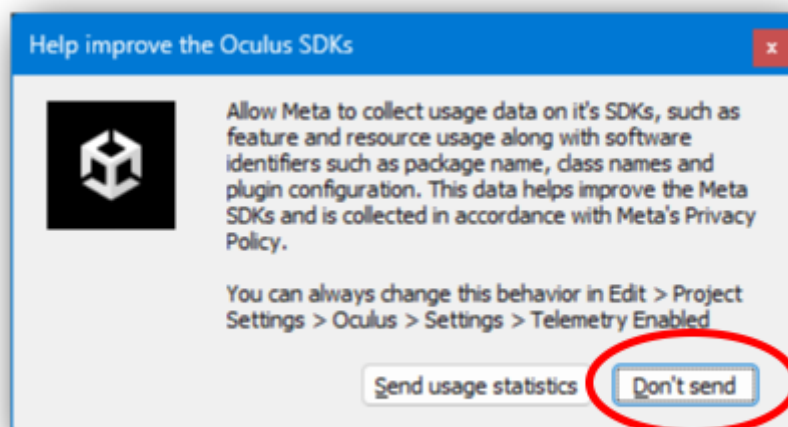 Help improve the Oculus SDKs
x
Allow Meta to collect usage data on it's SDKs, such as
feature and resource usage along with software
identifiers such as package name, class names and
plugin configuration. This data helps improve the Meta
SDKs and is collected in accordance with Meta's Privacy
Policy.
You can always change this behavior in Edit > Project
Settings > Oculus > Settings > Telemetry Enabled
Send usage statistics
Don't send